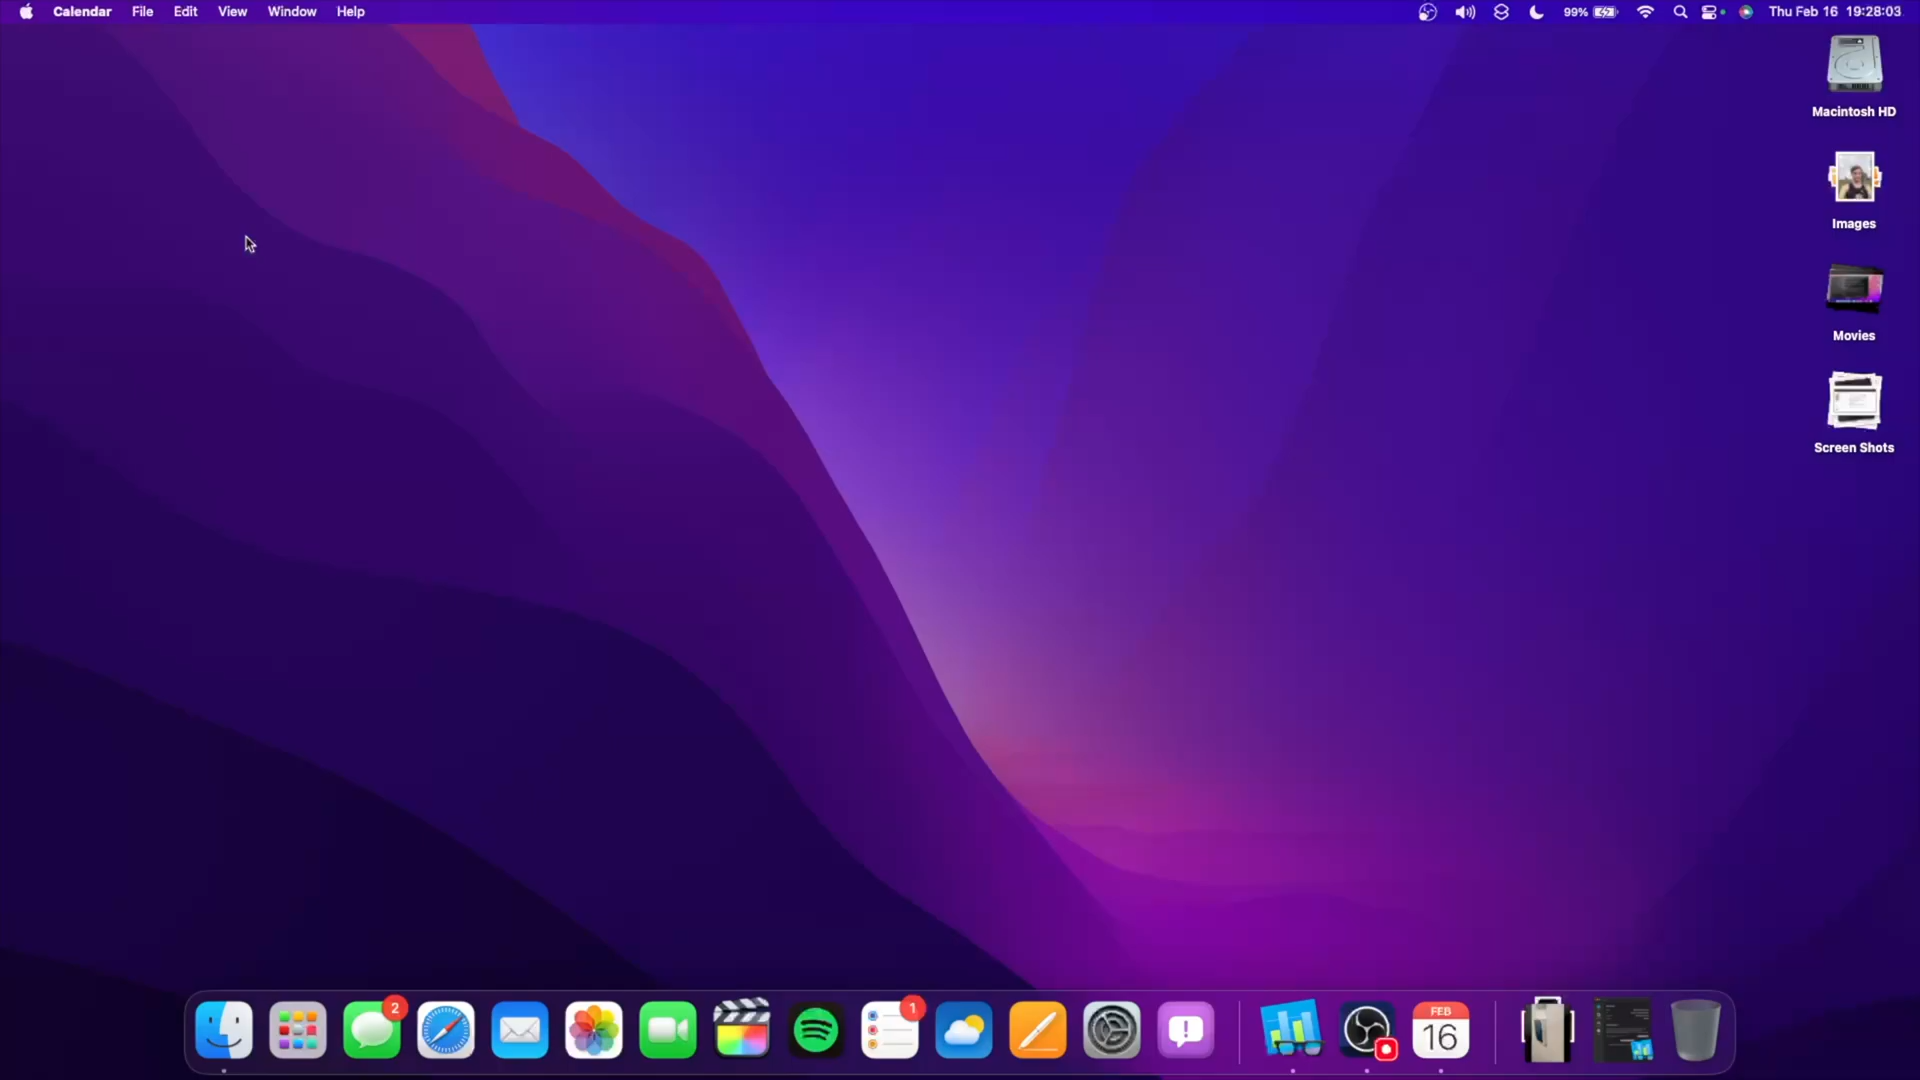 Calendar File Edit View Window Help 99% Thu Feb 16 19:28:03
Macintosh HD
Images
Movies
Screen Shots
2
1
FEB
16